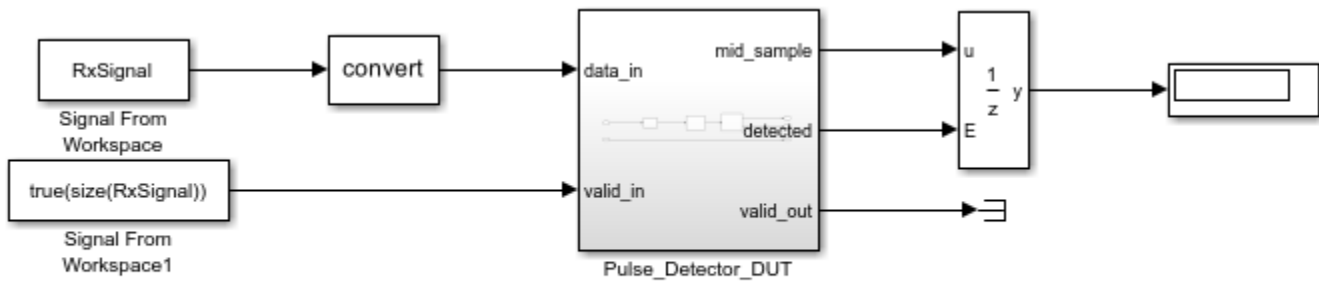 RxSignal
convert
Signal From
Workspace
true(size(RxSignal))
Signal From
Workspace1
data_in
valid_in
mid_sample
detected
valid_out
Pulse_Detector_DUT
u
E
1
z
y